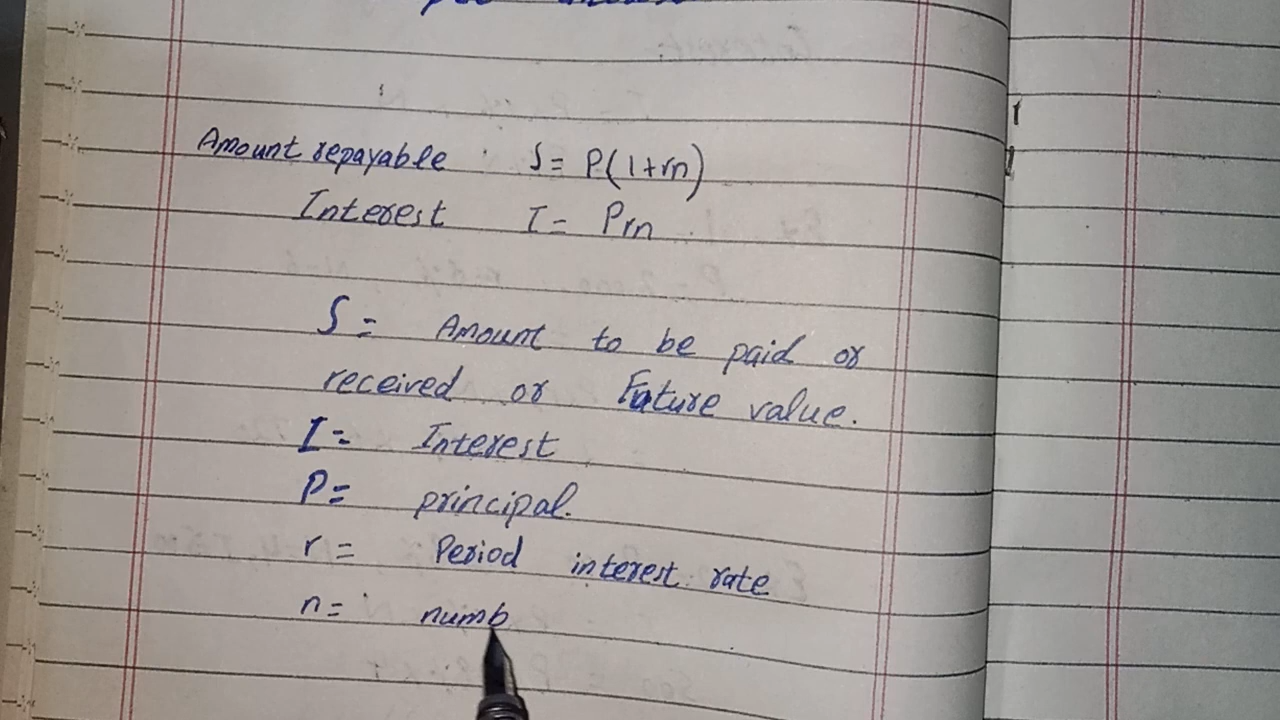 Amount repayable S = P(1+rn)
Interest I = Prn
S = Amount to be paid or
received or Future value.
I = Interest
P = principal.
r = Period interest rate
n = numb